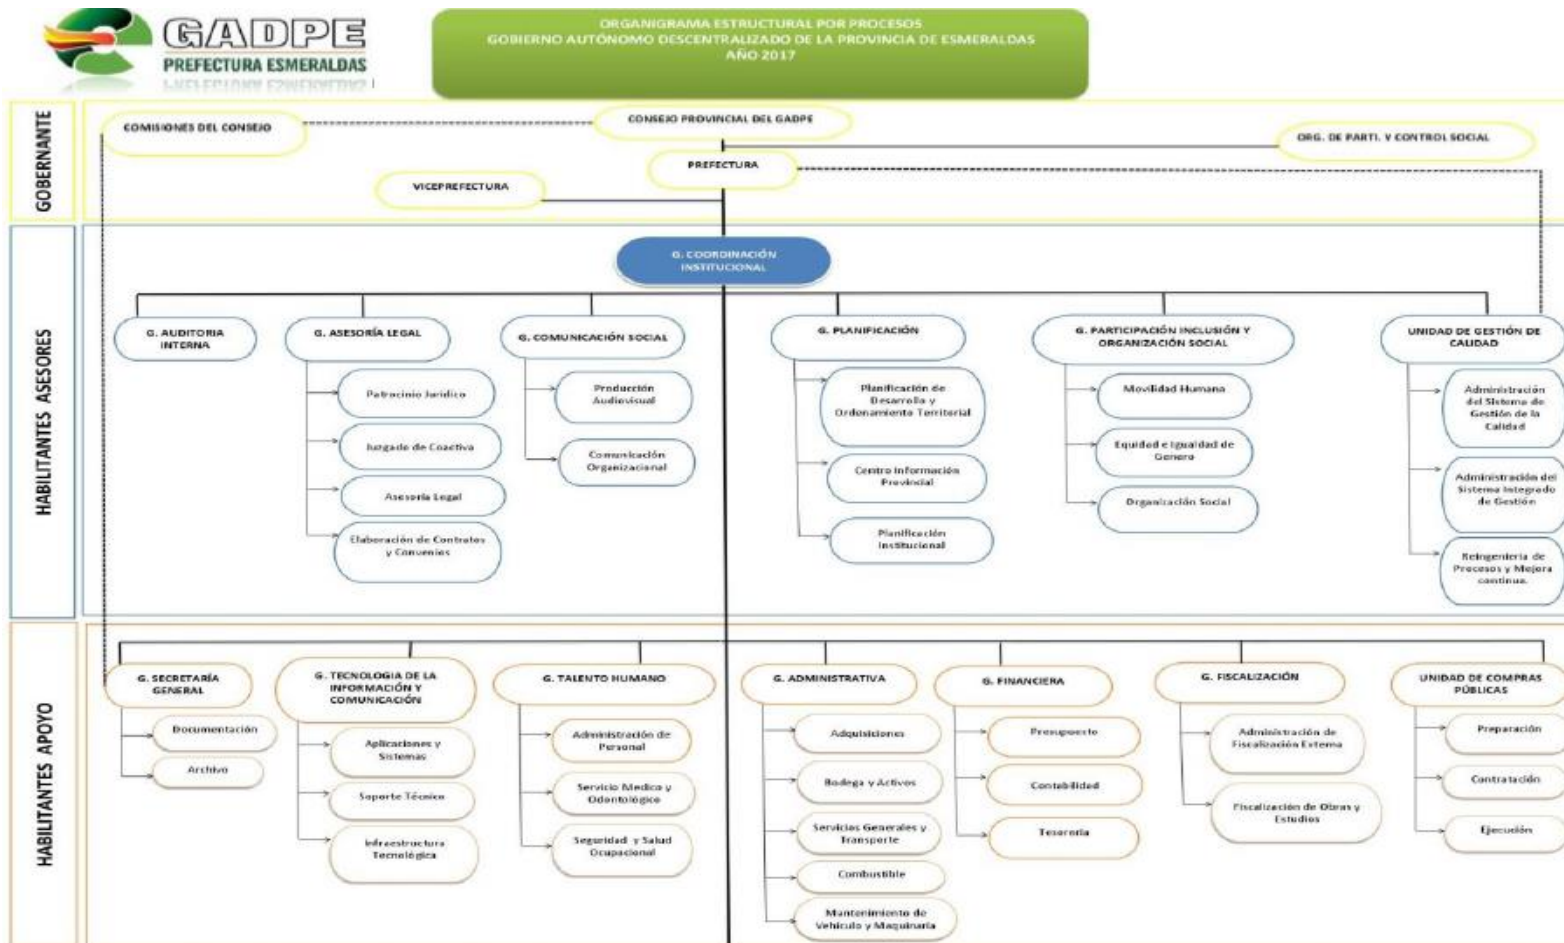 GADPE
PREFECTURA ESMERALDAS
ORGANIGRAMA ESTRUCTURAL POR PROCESOS
GOBIERNO AUTÓNOMO DESCENTRALIZADO DE LA PROVINCIA DE ESMERALDAS
AÑO 2017
GOBERNANTE
COMISIONES DEL CONSEJO
CONSEJO PROVINCIAL DEL GADPE
ORG. DE PARTI. Y CONTROL SOCIAL
PREFECTURA
VICEPREFECTURA
HABILITANTES ASESORES
G. COORDINACIÓN
INSTITUCIONAL
G. AUDITORIA
INTERNA
G. ASESORÍA LEGAL
Patrocinio Jurídico
Juzgado de Coactiva
Asesoría Legal
Elaboración de Contratos
y Convenios
G. COMUNICACIÓN SOCIAL
Producción
Audiovisual
Comunicación
Organizacional
G. PLANIFICACIÓN
Planificación de
Desarrollo y
Ordenamiento Territorial
Centro Información
Provincial
Planificación
Institucional
G. PARTICIPACIÓN INCLUSIÓN Y
ORGANIZACIÓN SOCIAL
Movilidad Humana
Equidad e Igualdad de
Genero
Organización Social
UNIDAD DE GESTIÓN DE
CALIDAD
Administración
del Sistema de
Gestión de la
Calidad
Administración del
Sistema Integrado
de Gestión
Reingeniería de
Procesos y Mejora
continua.
HABILITANTES APOYO
G. SECRETARÍA
GENERAL
Documentación
Archivo
G. TECNOLOGIA DE LA
INFORMACIÓN Y
COMUNICACIÓN
Aplicaciones y
Sistemas
Soporte Técnico
Infraestructura
Tecnológica
G. TALENTO HUMANO
Administración de
Personal
Servicio Medico y
Odontológico
Seguridad y Salud
Ocupacional
G. ADMINISTRATIVA
Adquisiciones
Bodega y Activos
Servicios Generales y
Transporte
Combustible
Mantenimiento de
Vehículo y Maquinaria
G. FINANCIERA
Presupuesto
Contabilidad
Tesorería
G. FISCALIZACIÓN
Administración de
Fiscalización Externa
Fiscalización de Obras y
Estudios
UNIDAD DE COMPRAS
PÚBLICAS
Preparación
Contratación
Ejecución